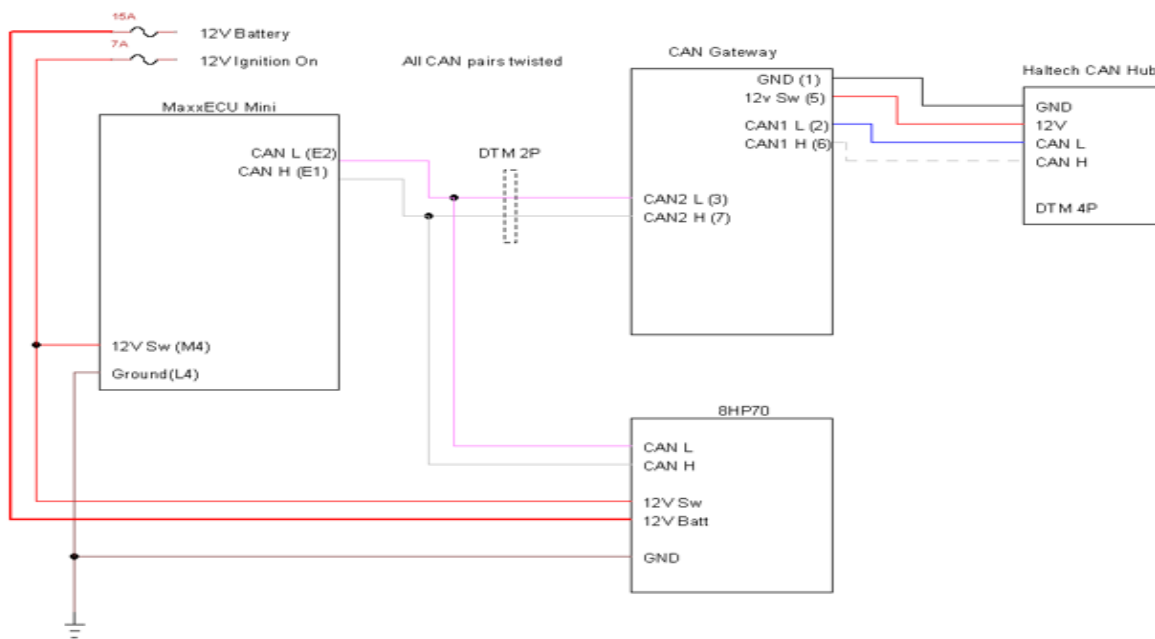 15A
12V Battery
7A
12V Ignition On
All CAN pairs twisted
CAN Gateway
Haltech CAN Hub
MaxxECU Mini
GND (1)
12v Sw (5)
CAN1 L (2)
CAN1 H (6)
GND
12V
CAN L
CAN H
DTM 4P
CAN L (E2)
CAN H (E1)
DTM 2P
CAN2 L (3)
CAN2 H (7)
12V Sw (M4)
Ground(L4)
8HP70
CAN L
CAN H
12V Sw
12V Batt
GND